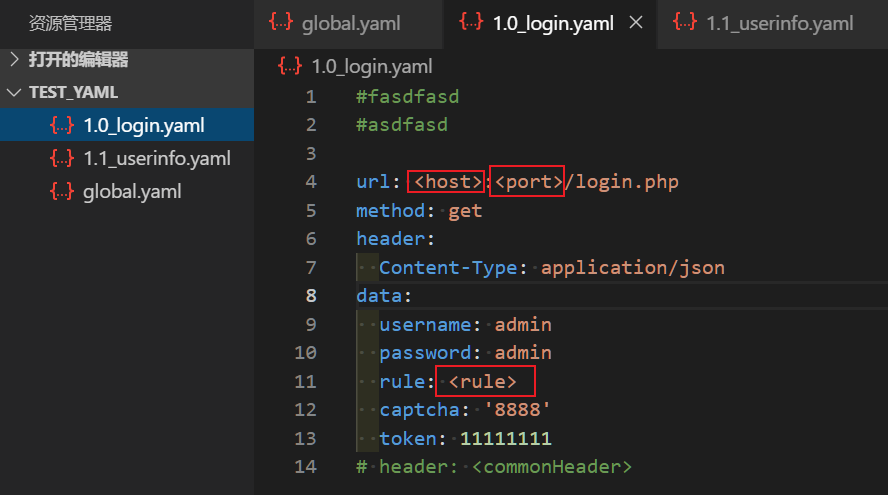 资源管理器
打开的编辑器
TEST_YAML
{..} 1.0_login.yaml
{..} 1.1_userinfo.yaml
{..} global.yaml
{..} global.yaml {..} 1.0_login.yaml × {..} 1.1_userinfo.yaml
{..} 1.0_login.yaml
1 #fasdfasd
2 #asdfasd
3
4 url: <host>:<port>/login.php
5 method: get
6 header:
7   Content-Type: application/json
8 data:
9   username: admin
10   password: admin
11   rule: <rule>
12   captcha: '8888'
13   token: 11111111
14 # header: <commonHeader>